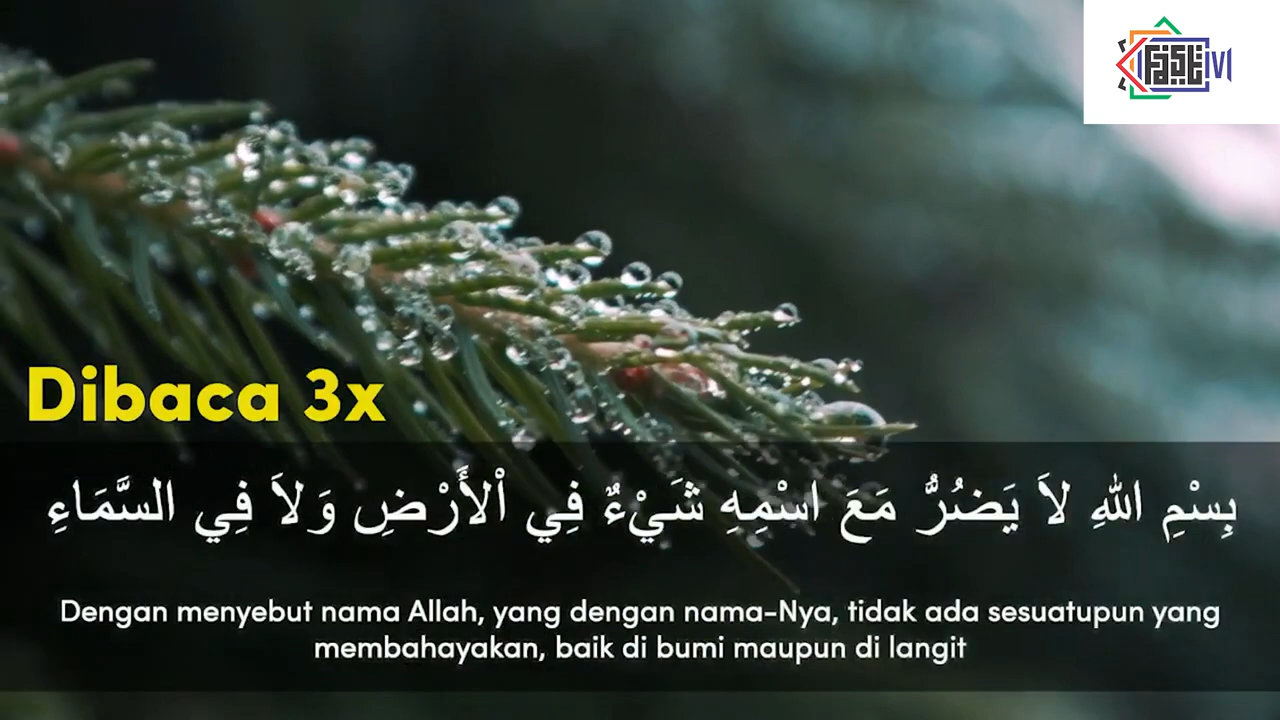 Dibaca 3x
بِسْمِ اللهِ لاَ يَضُرُّ مَعَ اسْمِهِ شَيْءٌ فِي اْلأَرْضِ وَلاَ فِي السَّمَاءِ
Dengan menyebut nama Allah, yang dengan nama-Nya, tidak ada sesuatupun yang
membahayakan, baik di bumi maupun di langit